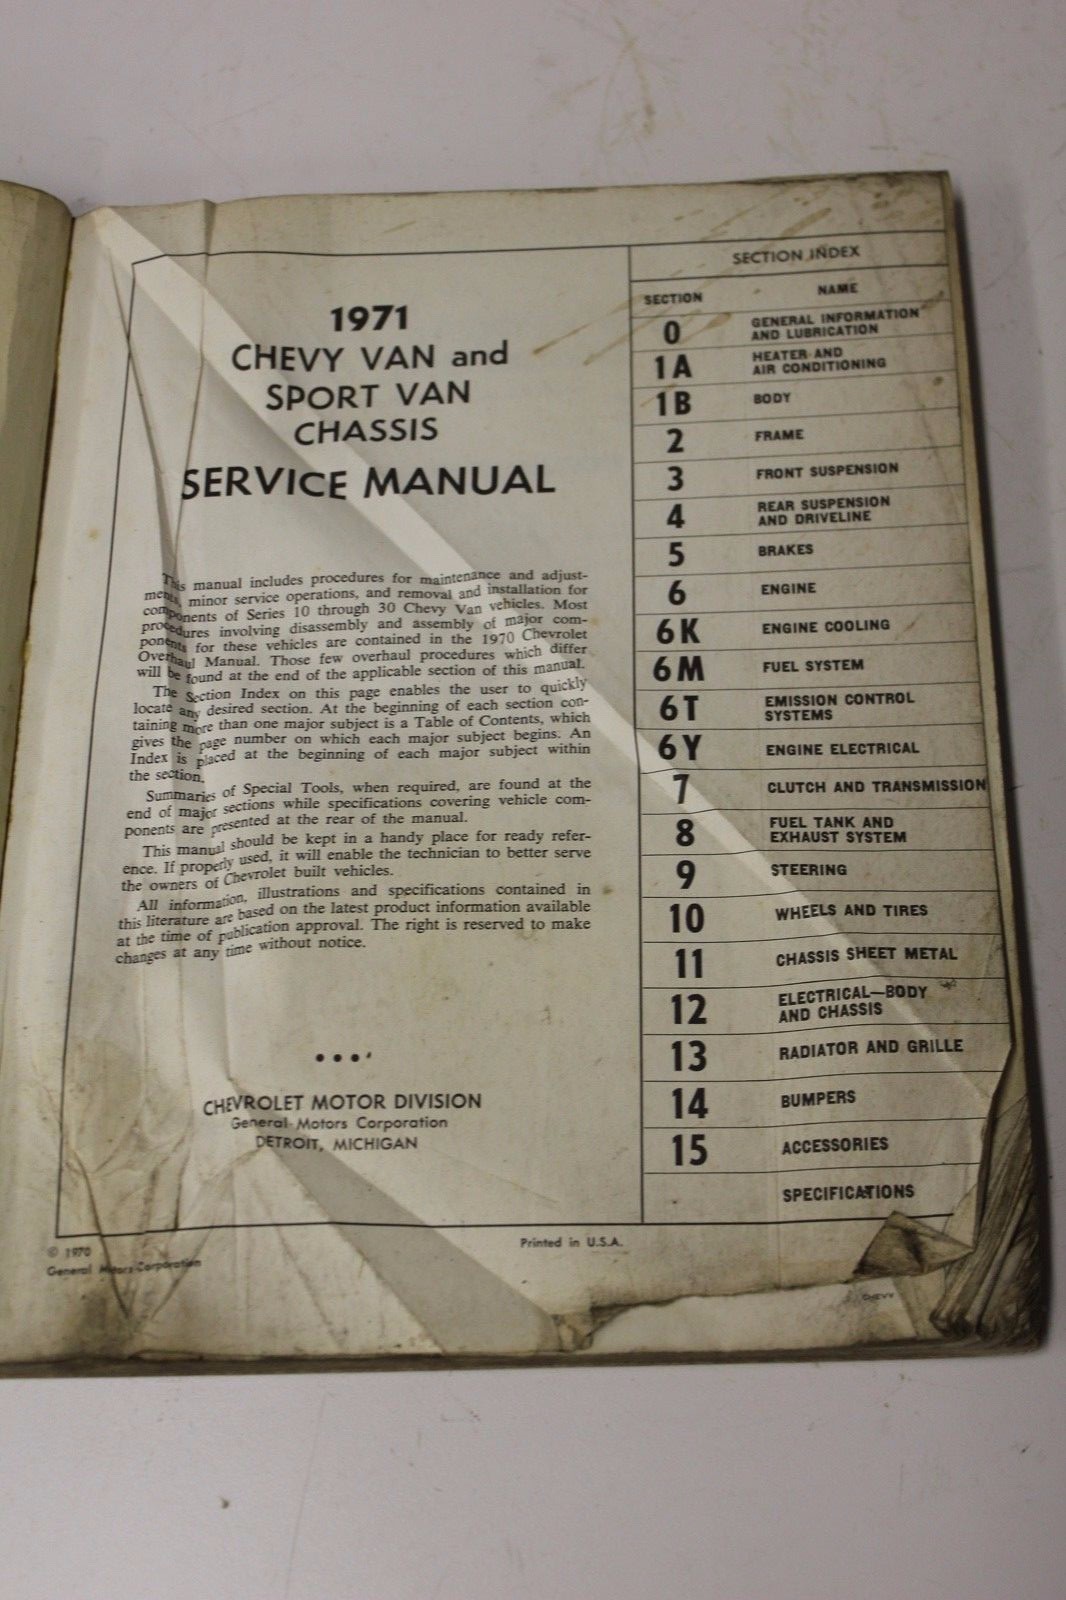 1971
CHEVY VAN and
SPORT VAN
CHASSIS
SERVICE MANUAL
This manual includes procedures for maintenance and adjust-
ments, minor service operations, and removal and installation for
components of Series 10 through 30 Chevy Van vehicles. Most
procedures involving disassembly and assembly of major com-
ponents for these vehicles are contained in the 1970 Chevrolet
Overhaul Manual. Those few overhaul procedures which differ
will be found at the end of the applicable section of this manual.
The Section Index on this page enables the user to quickly
locate any desired section. At the beginning of each section con-
taining more than one major subject is a Table of Contents, which
gives the page number on which each major subject begins. An
Index is placed at the beginning of each major subject within
the section.
Summaries of Special Tools, when required, are found at the
end of major sections while specifications covering vehicle com-
ponents are presented at the rear of the manual.
This manual should be kept in a handy place for ready refer-
ence. If properly used, it will enable the technician to better serve
the owners of Chevrolet built vehicles.
All information, illustrations and specifications contained in
this literature are based on the latest product information available
at the time of publication approval. The right is reserved to make
changes at any time without notice.
CHEVROLET MOTOR DIVISION
General Motors Corporation
DETROIT, MICHIGAN
SECTION INDEX
SECTION NAME
0 GENERAL INFORMATION
AND LUBRICATION
1A HEATER AND
AIR CONDITIONING
1B BODY
2 FRAME
3 FRONT SUSPENSION
4 REAR SUSPENSION
AND DRIVELINE
5 BRAKES
6 ENGINE
6K ENGINE COOLING
6M FUEL SYSTEM
6T EMISSION CONTROL
SYSTEMS
6Y ENGINE ELECTRICAL
7 CLUTCH AND TRANSMISSION
8 FUEL TANK AND
EXHAUST SYSTEM
9 STEERING
10 WHEELS AND TIRES
11 CHASSIS SHEET METAL
12 ELECTRICAL—BODY
AND CHASSIS
13 RADIATOR AND GRILLE
14 BUMPERS
15 ACCESSORIES
SPECIFICATIONS
© 1970
General Motors Corporation
Printed in U.S.A.
CHEVY